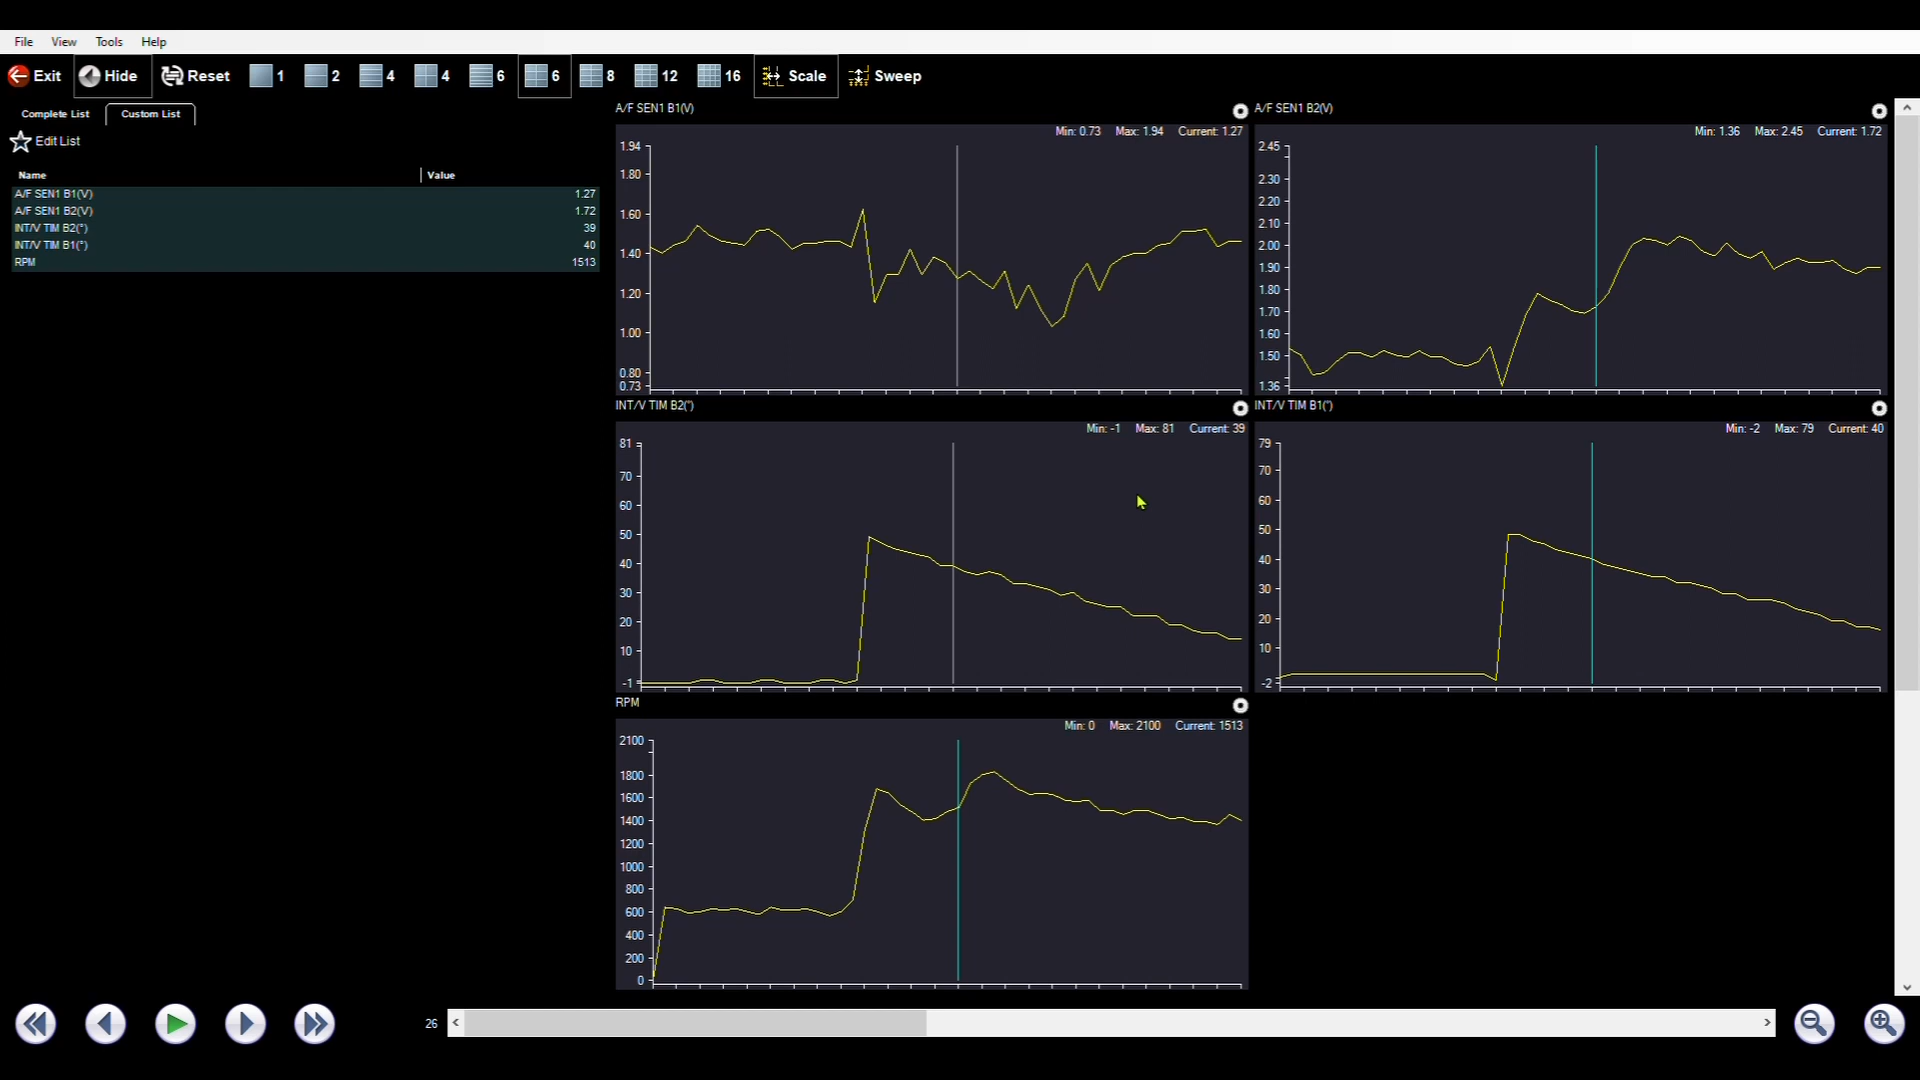 File View Tools Help
Exit Hide Reset 1 2 4 4 6 6 8 12 16 Scale Sweep
Complete List Custom List
Edit List
Name Value
A/F SEN1 B1(V) 1.27
A/F SEN1 B2(V) 1.72
INT/V TIM B2(°) 39
INT/V TIM B1(°) 40
RPM 1513
A/F SEN1 B1(V)
Min: 0.73 Max: 1.94 Current: 1.27
1.94
1.80
1.60
1.40
1.20
1.00
0.80
0.73
A/F SEN1 B2(V)
Min: 1.36 Max: 2.45 Current: 1.72
2.45
2.30
2.20
2.10
2.00
1.90
1.80
1.70
1.60
1.50
1.36
INT/V TIM B2(°)
Min: -1 Max: 81 Current: 39
81
70
60
50
40
30
20
10
-1
INT/V TIM B1(°)
Min: -2 Max: 79 Current: 40
79
70
60
50
40
30
20
10
-2
RPM
Min: 0 Max: 2100 Current: 1513
2100
1800
1600
1400
1200
1000
800
600
400
200
0
26